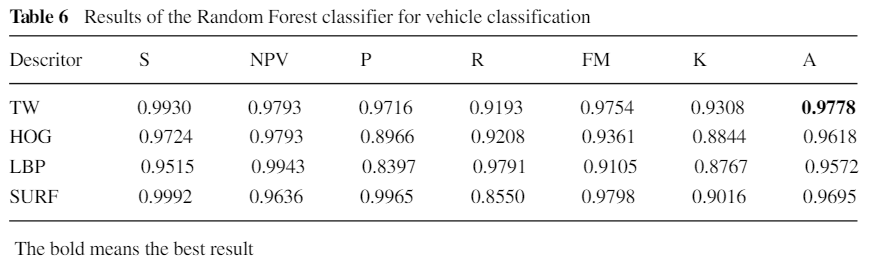 Table 6 Results of the Random Forest classifier for vehicle classification
Descritor S NPV P R FM K A
TW 0.9930 0.9793 0.9716 0.9193 0.9754 0.9308 0.9778
HOG 0.9724 0.9793 0.8966 0.9208 0.9361 0.8844 0.9618
LBP 0.9515 0.9943 0.8397 0.9791 0.9105 0.8767 0.9572
SURF 0.9992 0.9636 0.9965 0.8550 0.9798 0.9016 0.9695
The bold means the best result